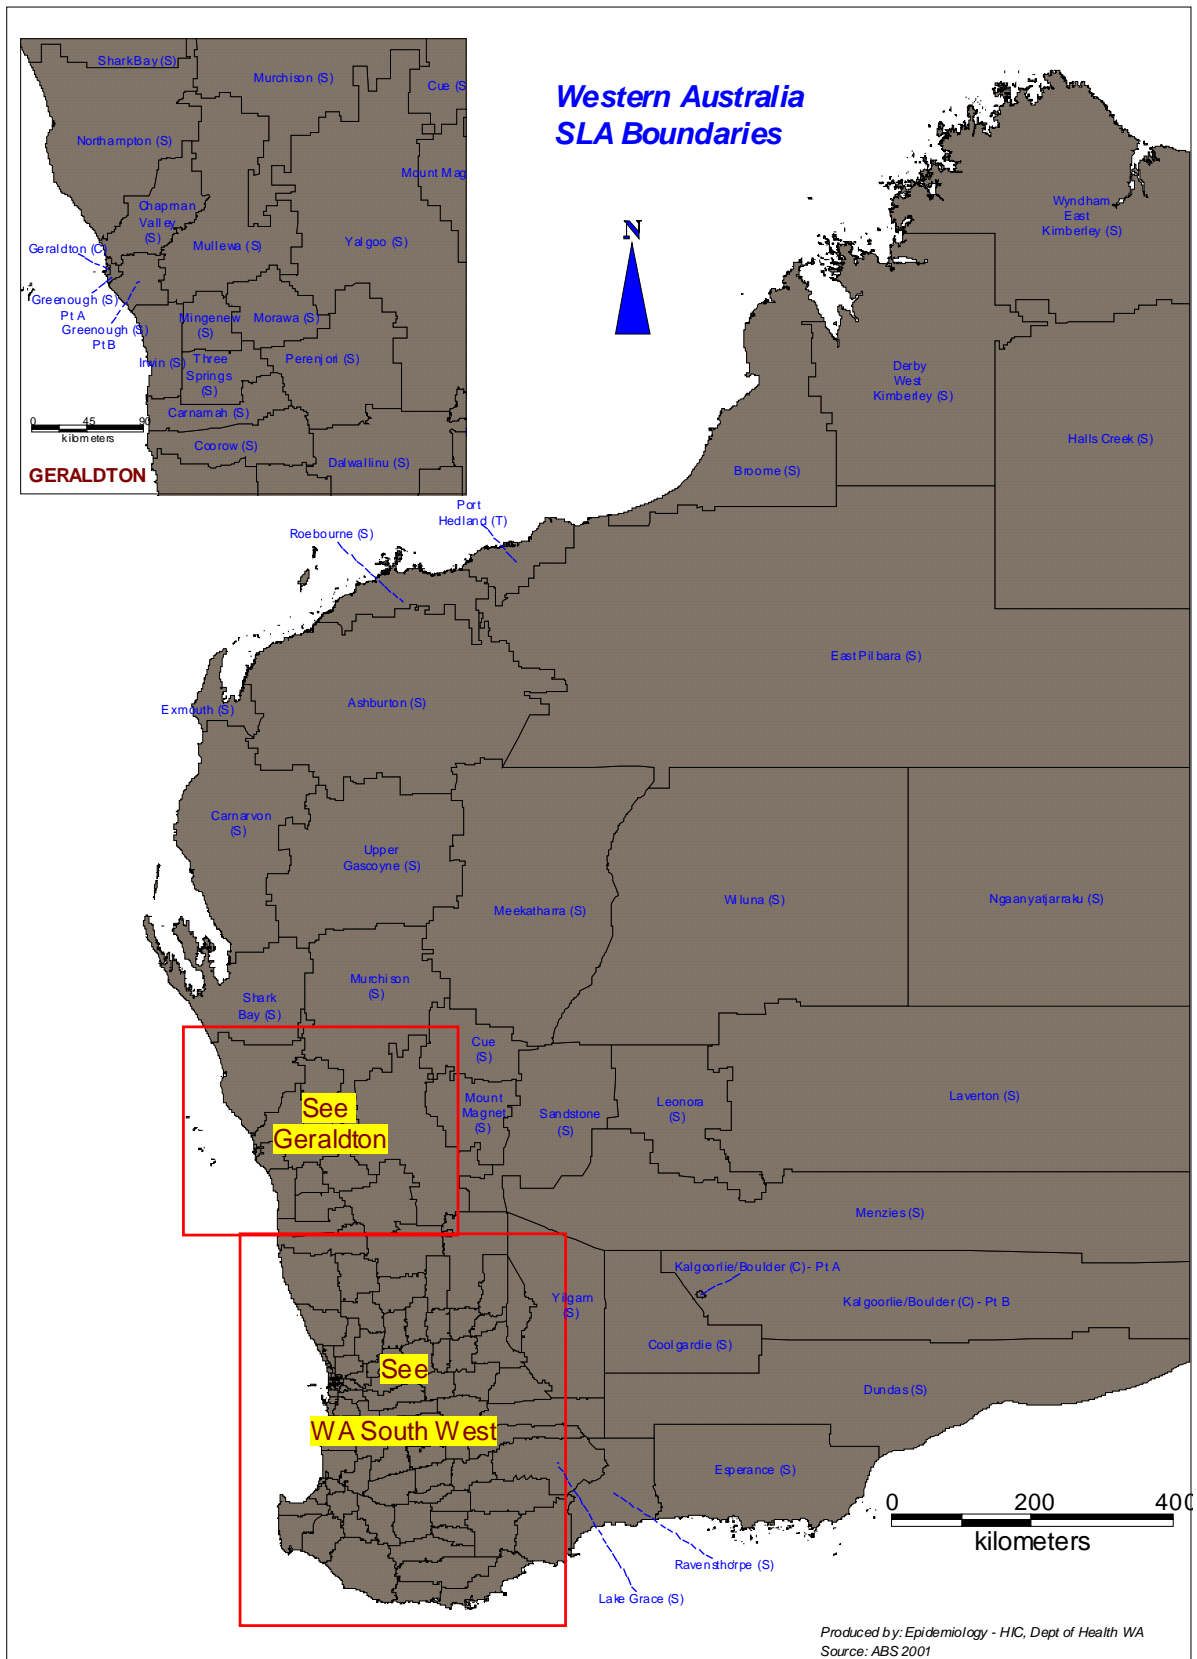 Western Australia
SLA Boundaries
N
Shark Bay (S)
Murchison (S)
Cue (S
Northampton (S)
Mount Mag
Chapman
Valley
(S)
Geraldton (C)
Mullewa (S)
Yalgoo (S)
Greenough (S)
Pt A
Greenough (S)
Pt B
Mingenew
(S)
Morawa (S)
Irwin (S)
Three
Springs
(S)
Perenjori (S)
Carnamah (S)
Coorow (S)
Dalwallinu (S)
0 45 90
kilometers
GERALDTON
Wyndham
East
Kimberley (S)
Derby
West
Kimberley (S)
Halls Creek (S)
Broome (S)
Port
Hedland (T)
Roebourne (S)
East Pilbara (S)
Exmouth (S)
Ashburton (S)
Carnarvon
(S)
Upper
Gascoyne (S)
Meekatharra (S)
Wiluna (S)
Ngaanyatjarraku (S)
Murchison
(S)
Shark
Bay (S)
Cue
(S)
Mount
Magnet
(S)
Sandstone
(S)
Leonora
(S)
Laverton (S)
See
Geraldton
Menzies (S)
Kalgoorlie/Boulder (C) - Pt A
Yilgarn
(S)
Kalgoorlie/Boulder (C) - Pt B
Coolgardie (S)
See
WA South West
Dundas (S)
Esperance (S)
Ravensthorpe (S)
Lake Grace (S)
0 200 400
kilometers
Produced by: Epidemiology - HIC, Dept of Health WA
Source: ABS 2001